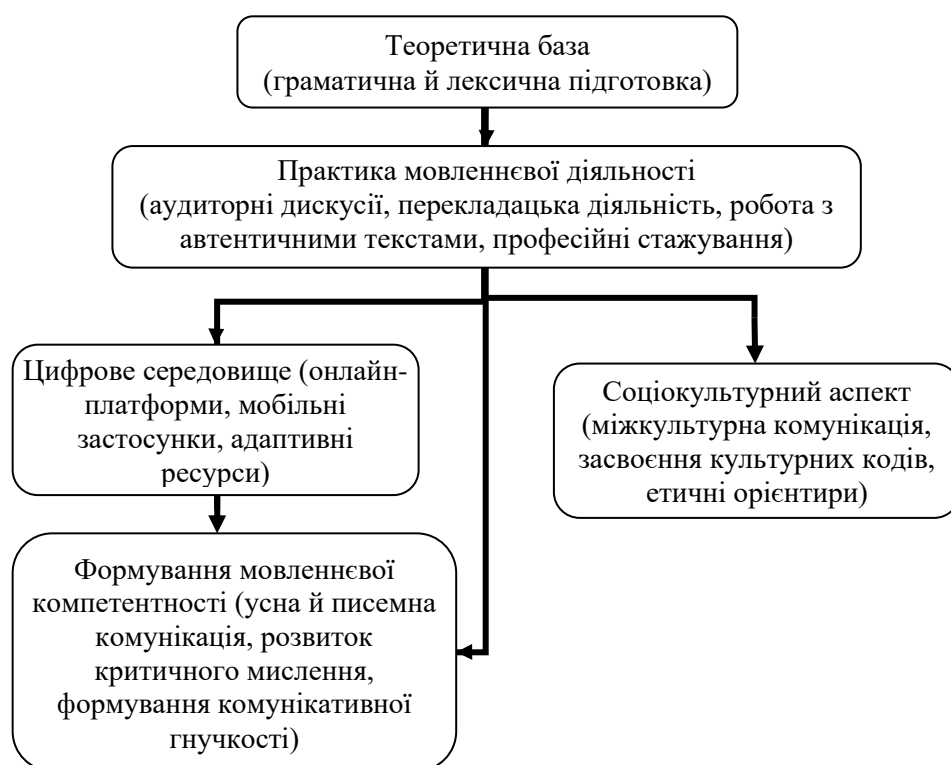 Теоретична база
(граматична й лексична підготовка)
Практика мовленнєвої діяльності
(аудиторні дискусії, перекладацька діяльність, робота з
автентичними текстами, професійні стажування)
Цифрове середовище (онлайн-
платформи, мобільні
застосунки, адаптивні
ресурси)
Соціокультурний аспект
(міжкультурна комунікація,
засвоєння культурних кодів,
етичні орієнтири)
Формування мовленнєвої
компетентності (усна й писемна
комунікація, розвиток
критичного мислення,
формування комунікативної
гнучкості)